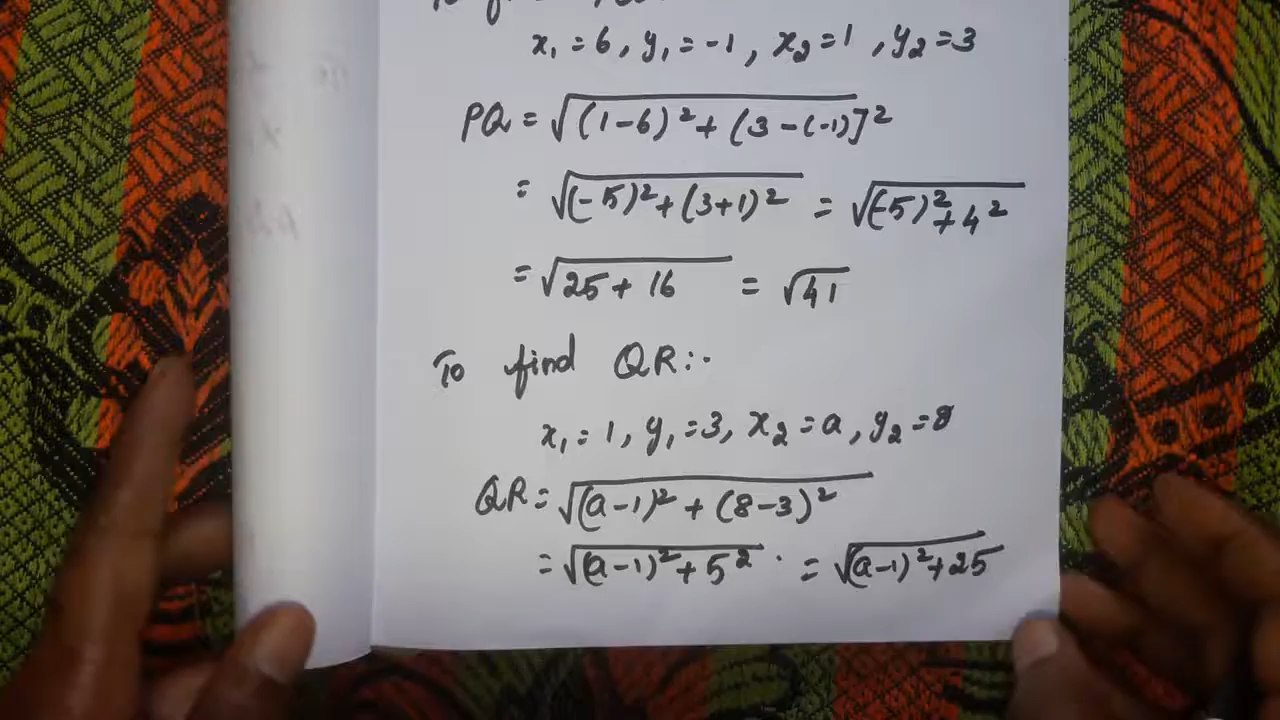 To find
x₁ = 6, y₁ = -1, x₂ = 1, y₂ = 3
PQ = √(1-6)² + (3-(-1)]²
= √(-5)² + (3+1)² = √(-5)² + 4²
= √25 + 16 = √41
To find QR:-
x₁ = 1, y₁ = 3, x₂ = a, y₂ = 8
QR = √(a-1)² + (8-3)²
= √(a-1)² + 5² . = √(a-1)² + 25